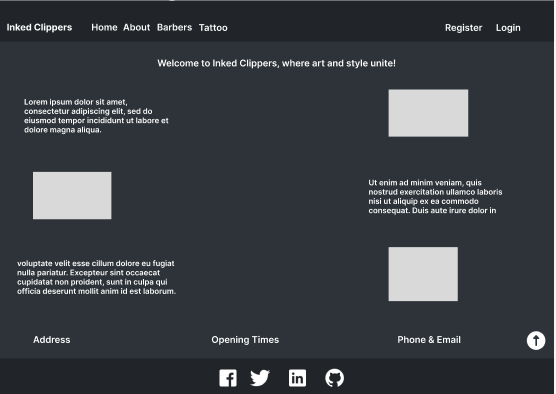 Inked Clippers Home About Barbers Tattoo Register Login
Welcome to Inked Clippers, where art and style unite!
Lorem ipsum dolor sit amet,
consectetur adipiscing elit, sed do
eiusmod tempor incididunt ut labore et
dolore magna aliqua.
Ut enim ad minim veniam, quis
nostrud exercitation ullamco laboris
nisi ut aliquip ex ea commodo
consequat. Duis aute irure dolor in
voluptate velit esse cillum dolore eu fugiat
nulla pariatur. Excepteur sint occaecat
cupidatat non proident, sunt in culpa qui
officia deserunt mollit anim id est laborum.
Address Opening Times Phone & Email